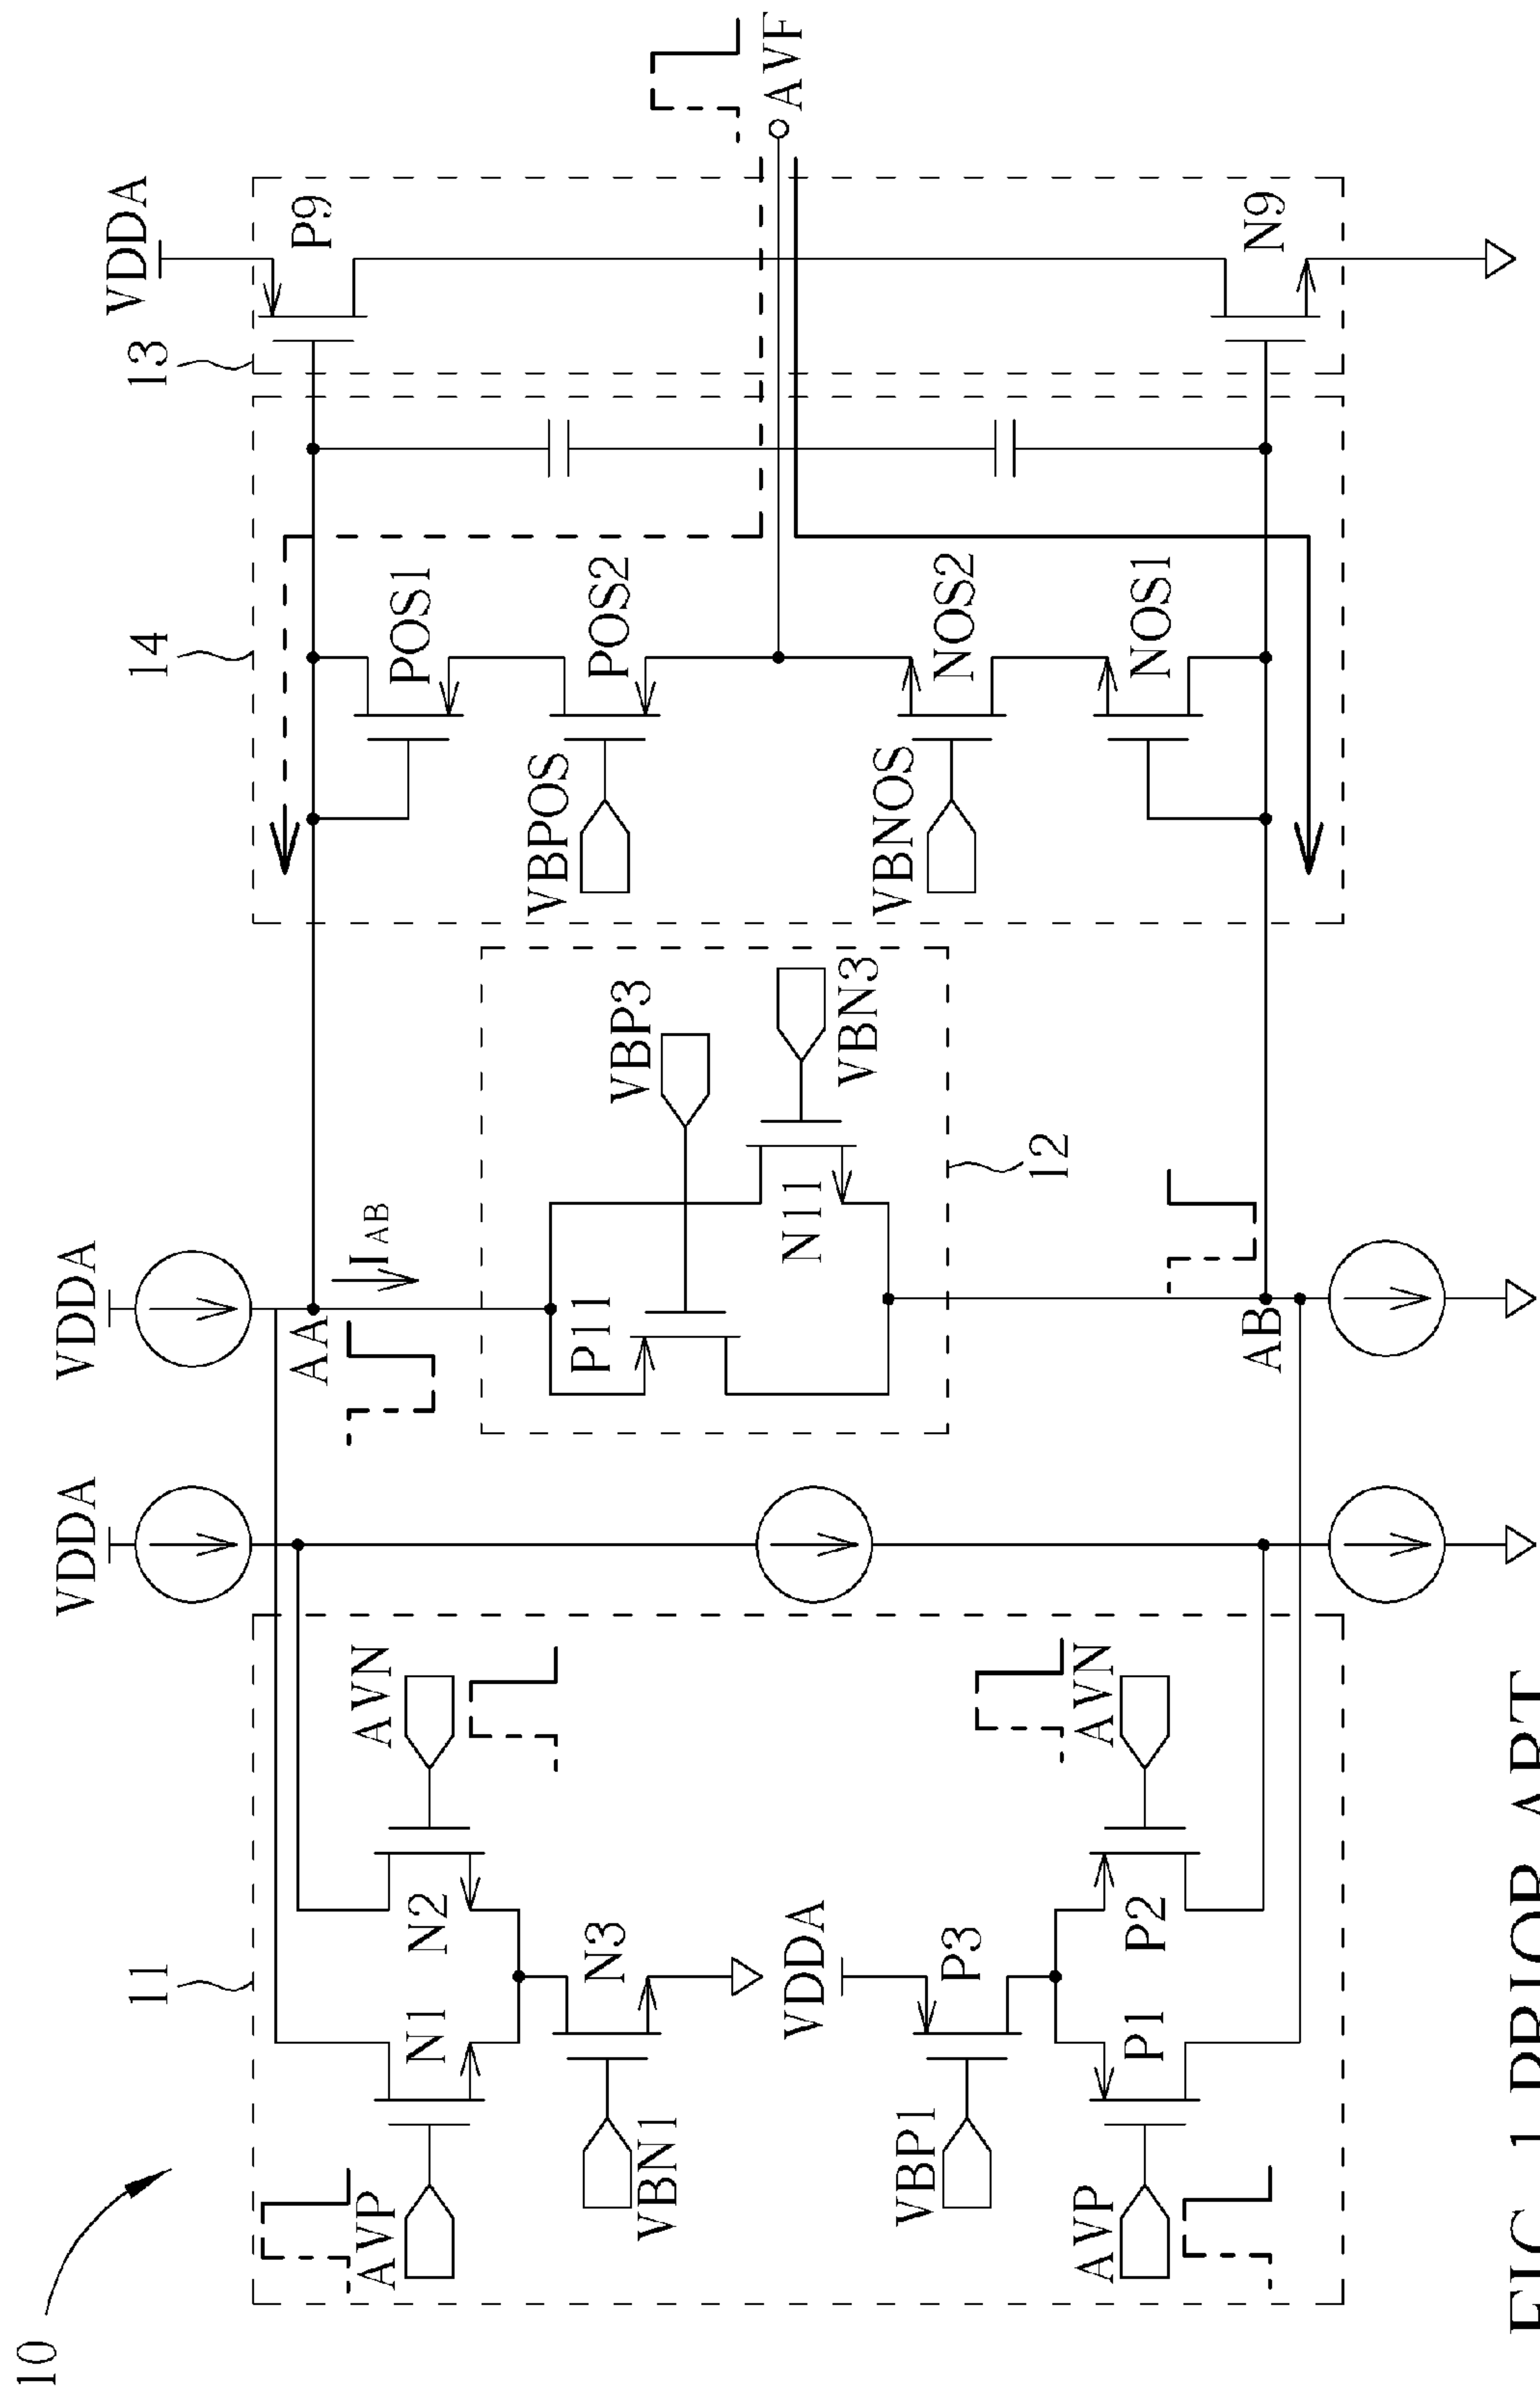 10
11
AVP
N1
N2
AVN
VBN1
N3
VBP1
VDDA
P3
AVP
P1
P2
AVN
VDDA
VDDA
AA
IAB
P11
N11
VBP3
VBN3
12
AB
14
POS1
VBPOS
POS2
VBNOS
NOS2
NOS1
13
VDDA
P9
N9
AVF
FIG. 1 PRIOR ART